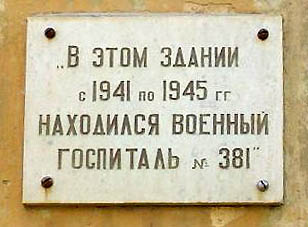 „В ЭТОМ ЗДАНИИ
с 1941 по 1945 гг
НАХОДИЛСЯ ВОЕННЫЙ
ГОСПИТАЛЬ № 381"